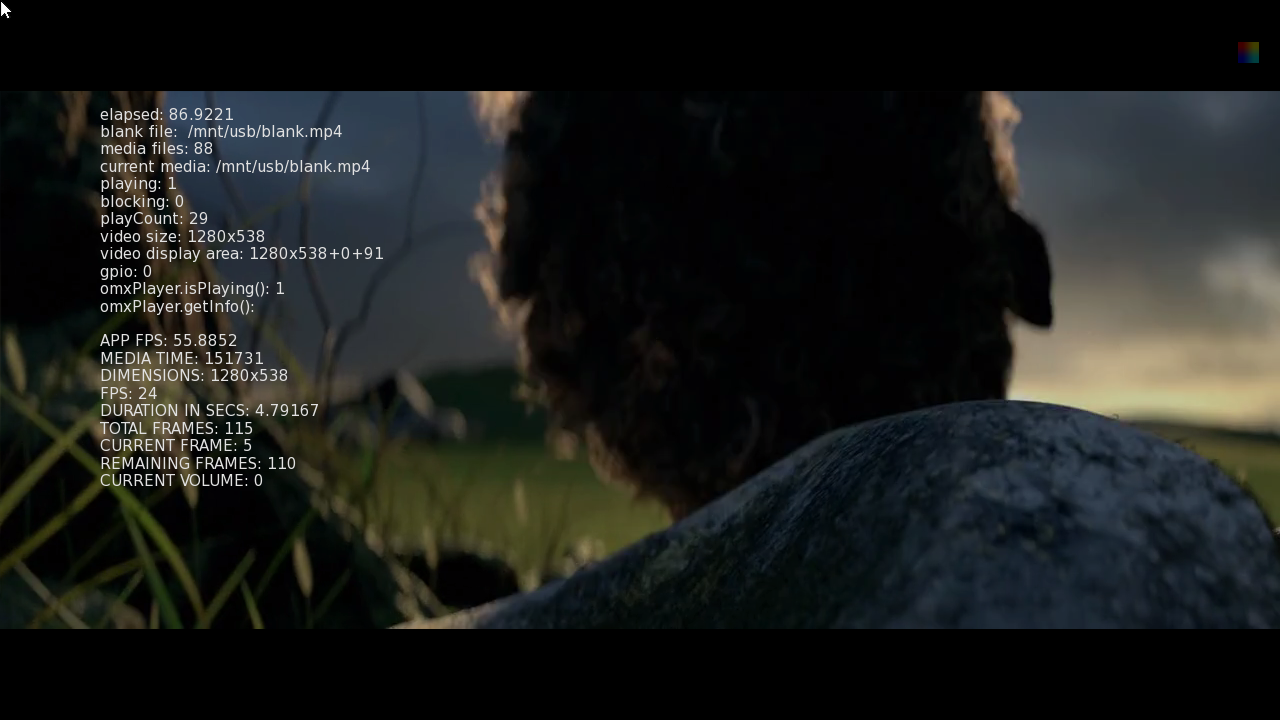 elapsed: 86.9221
blank file:  /mnt/usb/blank.mp4
media files: 88
current media: /mnt/usb/blank.mp4
playing: 1
blocking: 0
playCount: 29
video size: 1280x538
video display area: 1280x538+0+91
gpio: 0
omxPlayer.isPlaying(): 1
omxPlayer.getInfo():
APP FPS: 55.8852
MEDIA TIME: 151731
DIMENSIONS: 1280x538
FPS: 24
DURATION IN SECS: 4.79167
TOTAL FRAMES: 115
CURRENT FRAME: 5
REMAINING FRAMES: 110
CURRENT VOLUME: 0